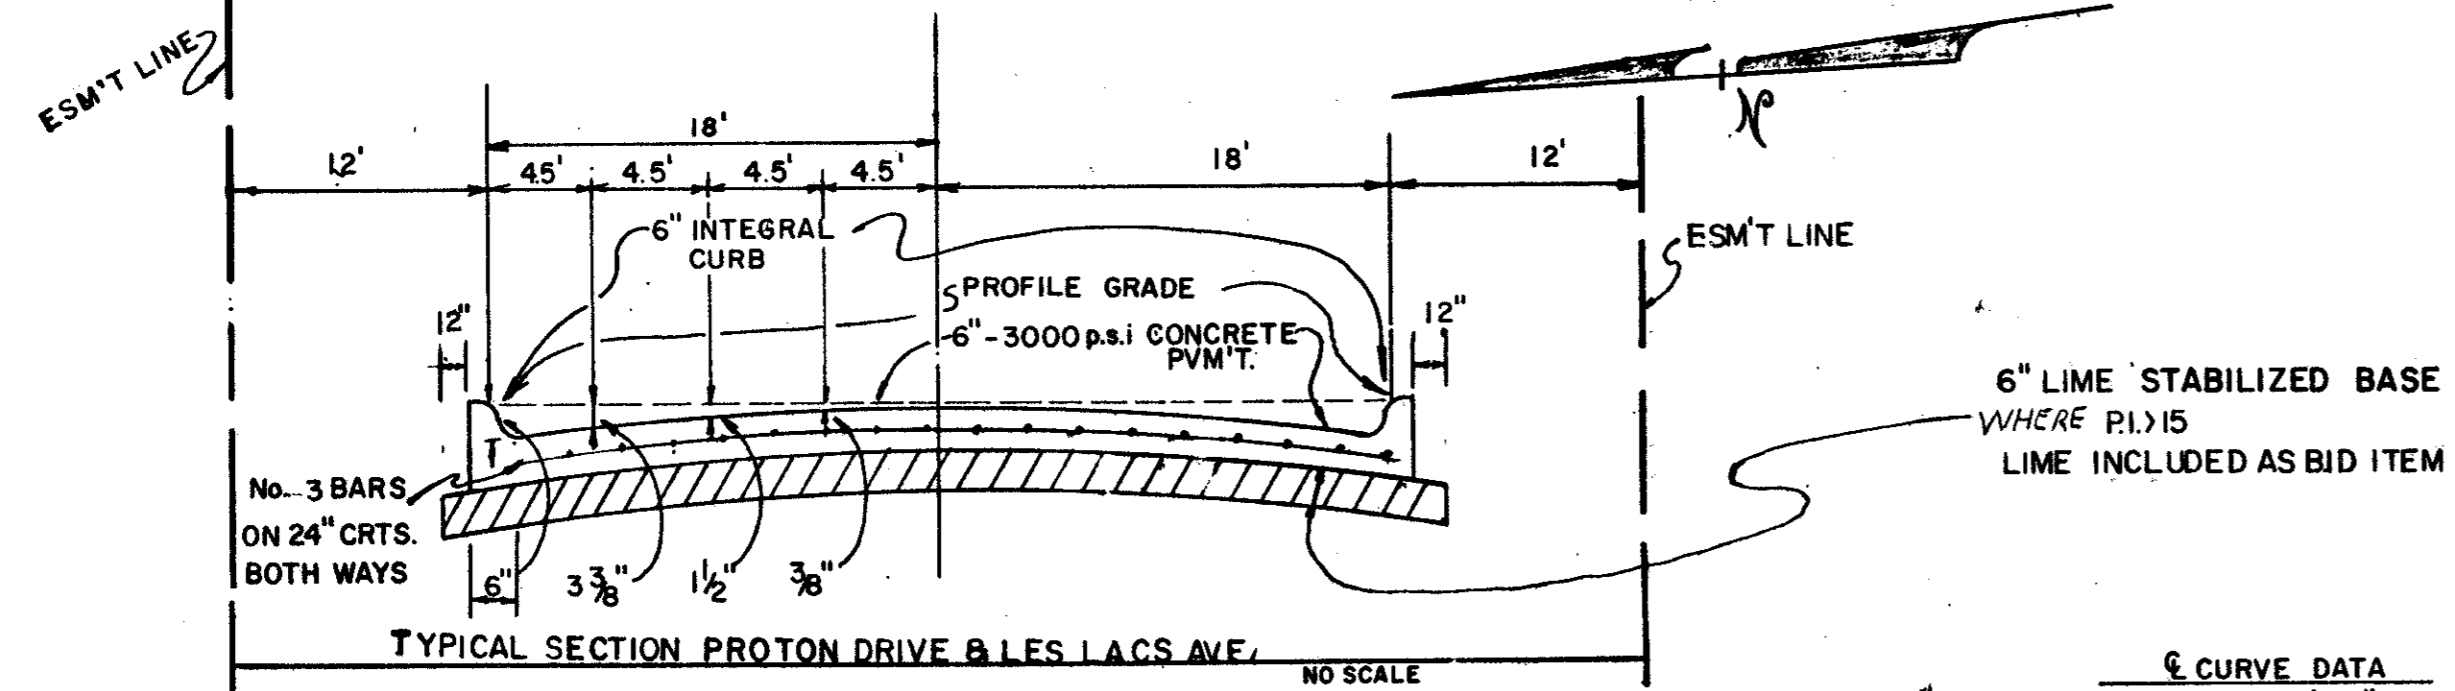 ESM'T LINE
18'
12'
4.5'
4.5'
4.5'
4.5'
18'
12'
N
6" INTEGRAL
CURB
ESM'T LINE
PROFILE GRADE
12"
12"
6"-3000 p.s.i CONCRETE
PVM'T.
6" LIME STABILIZED BASE
WHERE P.I.>15
LIME INCLUDED AS BID ITEM
No. 3 BARS
ON 24" CRTS.
BOTH WAYS
6"
3 3/8"
1 1/2"
3/8"
TYPICAL SECTION PROTON DRIVE & LES LACS AVE.
NO SCALE
℄ CURVE DATA